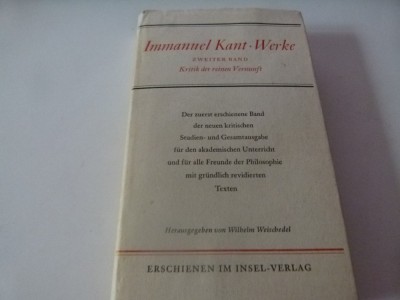 Immanuel Kant · Werke
ZWEITER BAND
Kritik der reinen Vernunft
Der zuerst erschienene Band
der neuen kritischen
Studien- und Gesamtausgabe
für den akademischen Unterricht
und für alle Freunde der Philosophie
mit gründlich revidierten
Texten
Herausgegeben von Wilhelm Weischedel
ERSCHIENEN IM INSEL-VERLAG